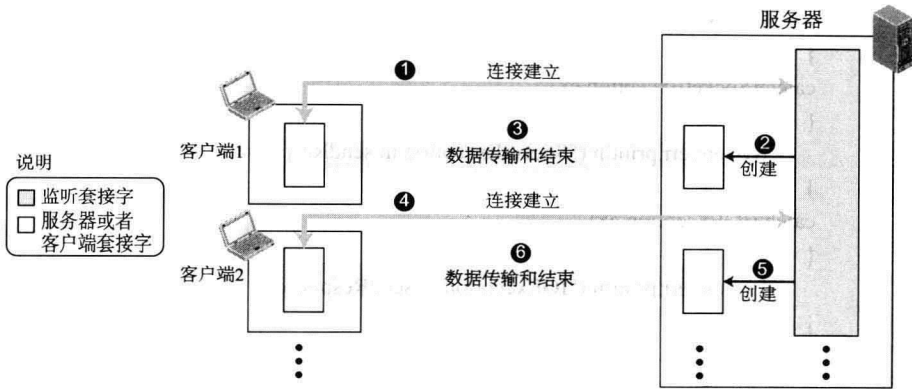 服务器
❶ 连接建立
客户端1
❸
数据传输和结束
❷
创建
说明
监听套接字
服务器或者
客户端套接字
❹ 连接建立
客户端2
❻
数据传输和结束
❺
创建